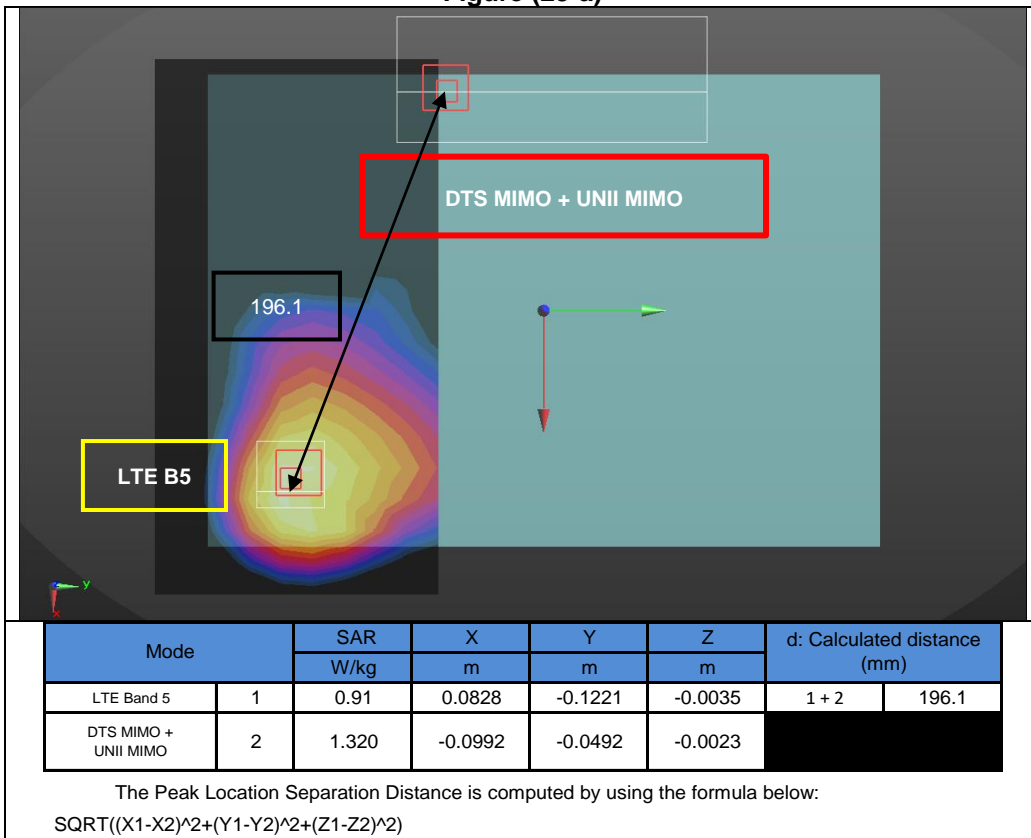 DTS MIMO + UNII MIMO
196.1
LTE B5
y
x
Mode SAR X Y Z d: Calculated distance (mm)
W/kg m m m
LTE Band 5 1 0.91 0.0828 -0.1221 -0.0035 1 + 2 196.1
DTS MIMO +
UNII MIMO 2 1.320 -0.0992 -0.0492 -0.0023
The Peak Location Separation Distance is computed by using the formula below:
SQRT((X1-X2)^2+(Y1-Y2)^2+(Z1-Z2)^2)